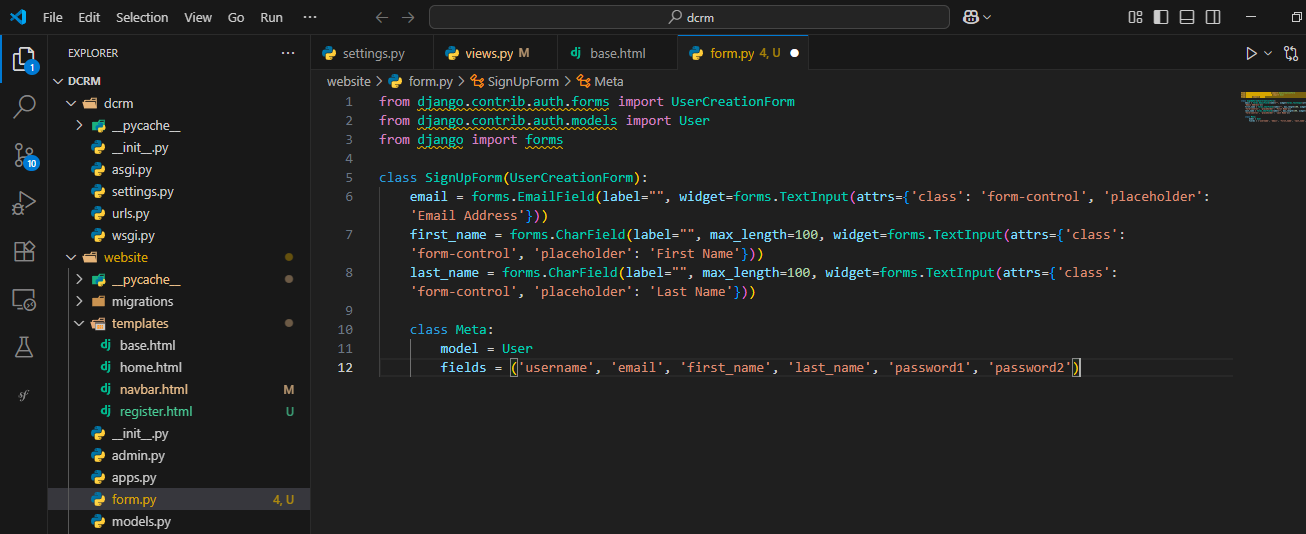 File Edit Selection View Go Run ···
dcrm
EXPLORER ···
settings.py
views.py M
base.html
form.py 4, U
1
10
DCRM
dcrm
__pycache__
__init__.py
asgi.py
settings.py
urls.py
wsgi.py
website
__pycache__
migrations
templates
base.html
home.html
navbar.html M
register.html U
__init__.py
admin.py
apps.py
form.py 4, U
models.py
website > form.py > SignUpForm > Meta
1 from django.contrib.auth.forms import UserCreationForm
2 from django.contrib.auth.models import User
3 from django import forms
4
5 class SignUpForm(UserCreationForm):
6 email = forms.EmailField(label="", widget=forms.TextInput(attrs={'class': 'form-control', 'placeholder':
'Email Address'}))
7 first_name = forms.CharField(label="", max_length=100, widget=forms.TextInput(attrs={'class':
'form-control', 'placeholder': 'First Name'}))
8 last_name = forms.CharField(label="", max_length=100, widget=forms.TextInput(attrs={'class':
'form-control', 'placeholder': 'Last Name'}))
9
10 class Meta:
11 model = User
12 fields = ('username', 'email', 'first_name', 'last_name', 'password1', 'password2')